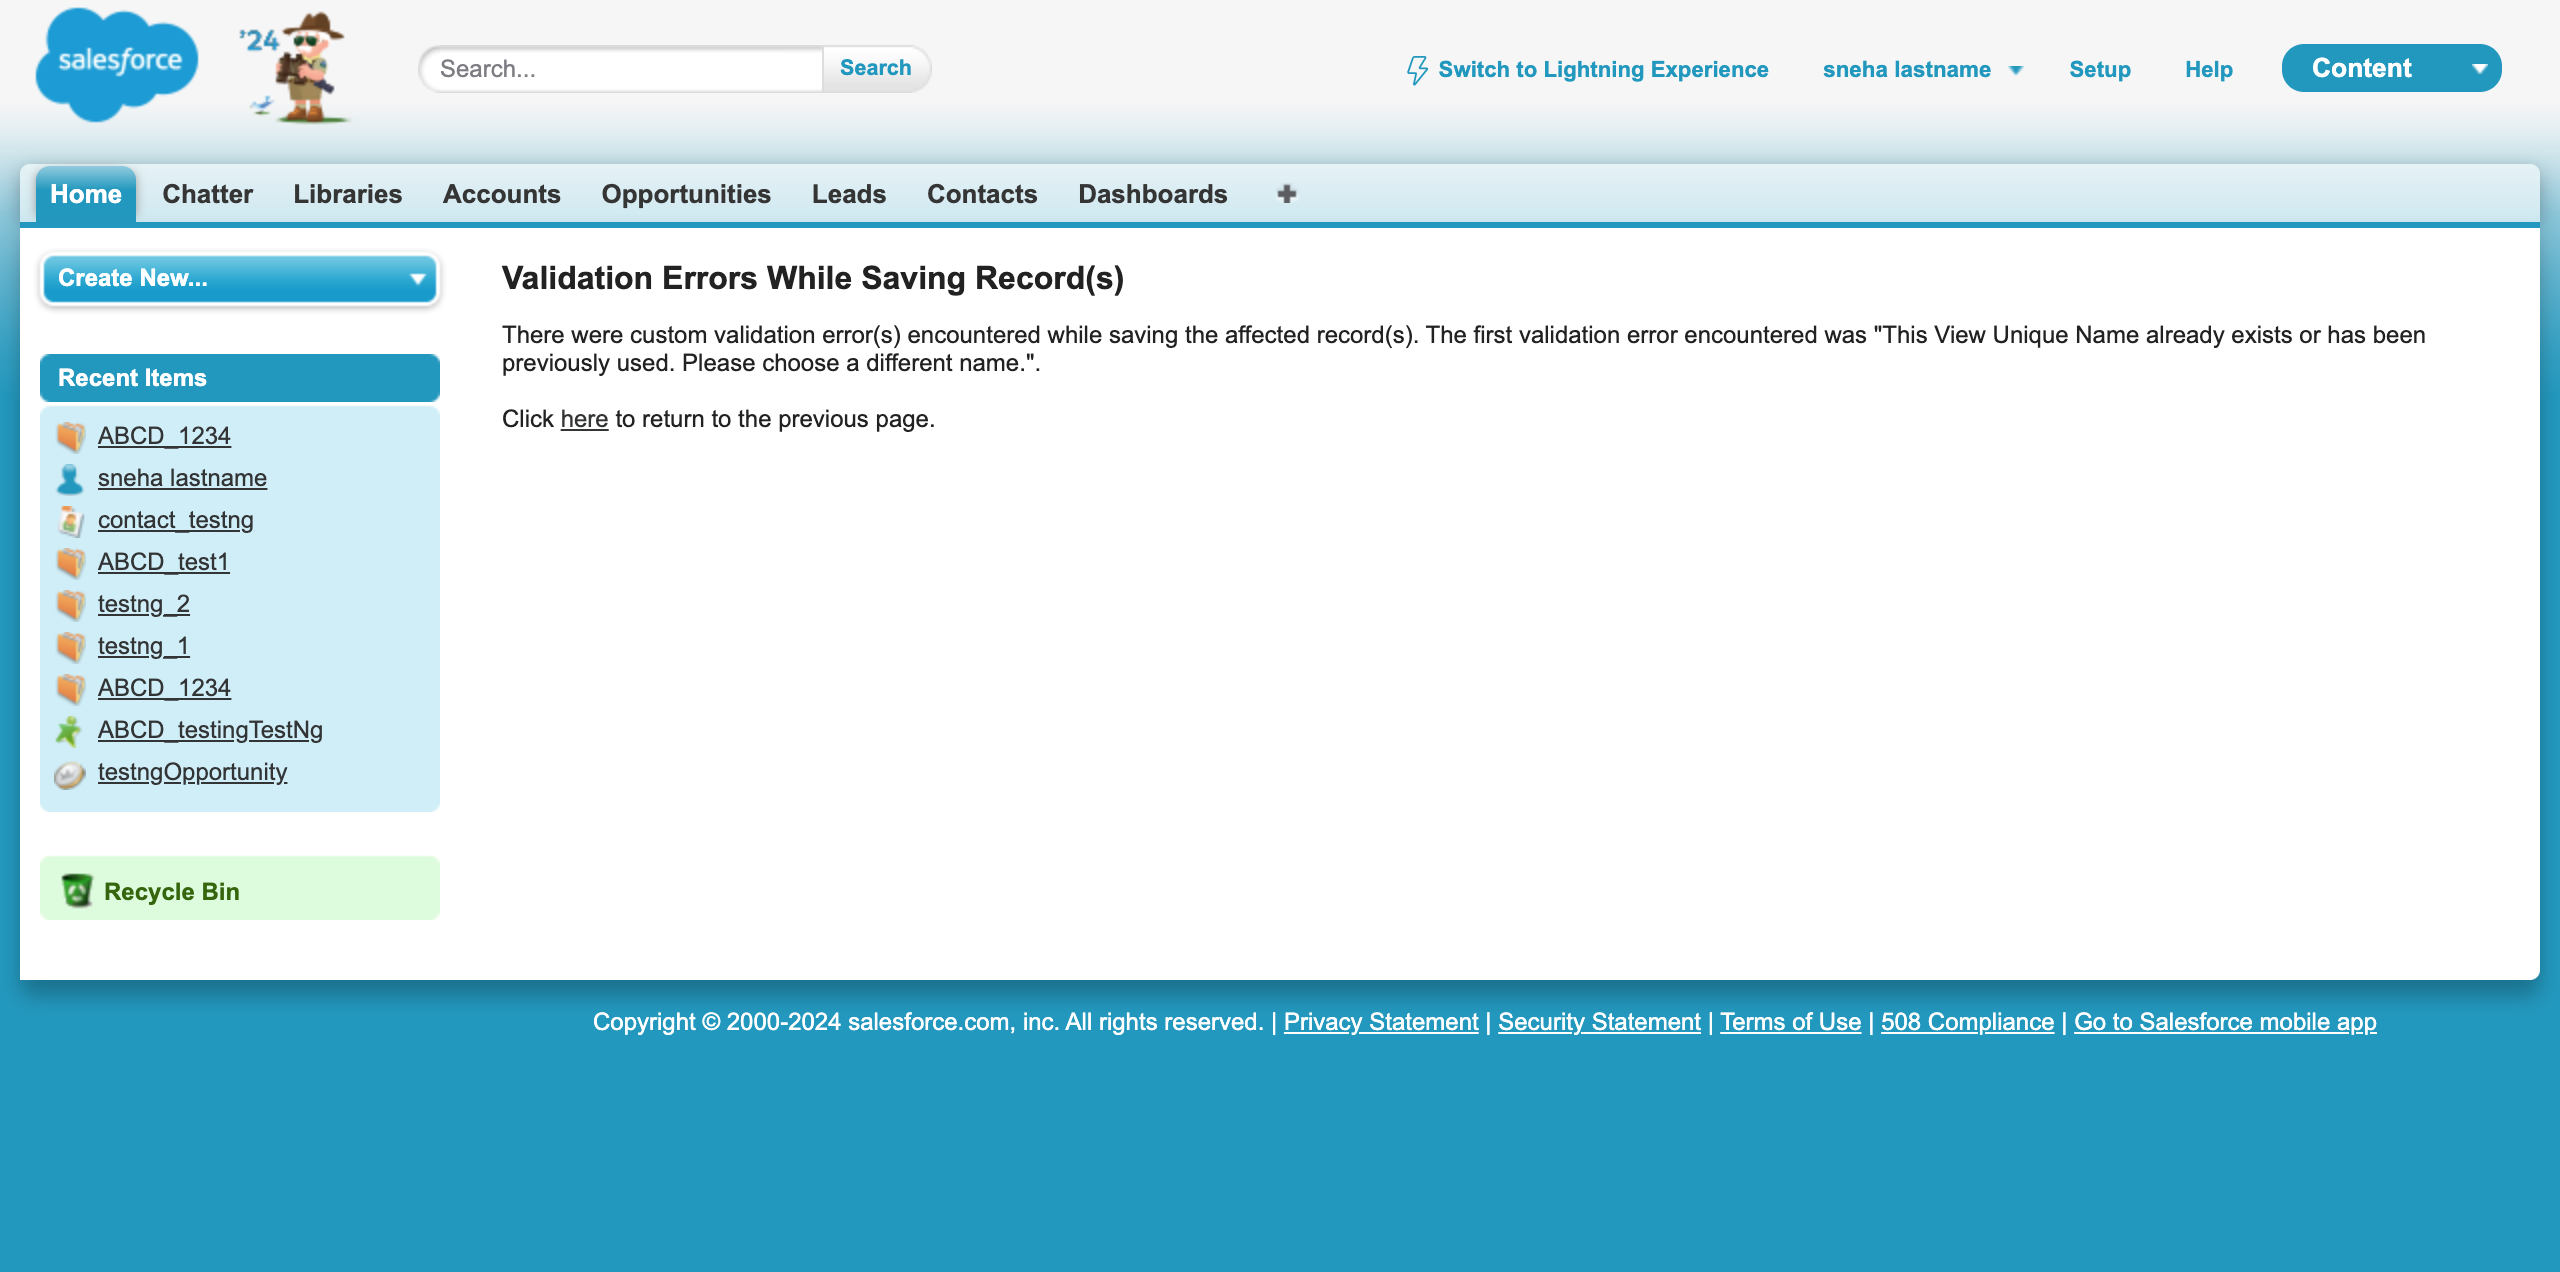 salesforce
'24
Search...
Search
Switch to Lightning Experience
sneha lastname
Setup
Help
Content
Home
Chatter
Libraries
Accounts
Opportunities
Leads
Contacts
Dashboards
Create New...
Recent Items
ABCD_1234
sneha lastname
contact_testng
ABCD_test1
testng_2
testng_1
ABCD_1234
ABCD_testingTestNg
testngOpportunity
Recycle Bin
Validation Errors While Saving Record(s)
There were custom validation error(s) encountered while saving the affected record(s). The first validation error encountered was "This View Unique Name already exists or has been
previously used. Please choose a different name.".
Click here to return to the previous page.
Copyright © 2000-2024 salesforce.com, inc. All rights reserved. | Privacy Statement | Security Statement | Terms of Use | 508 Compliance | Go to Salesforce mobile app